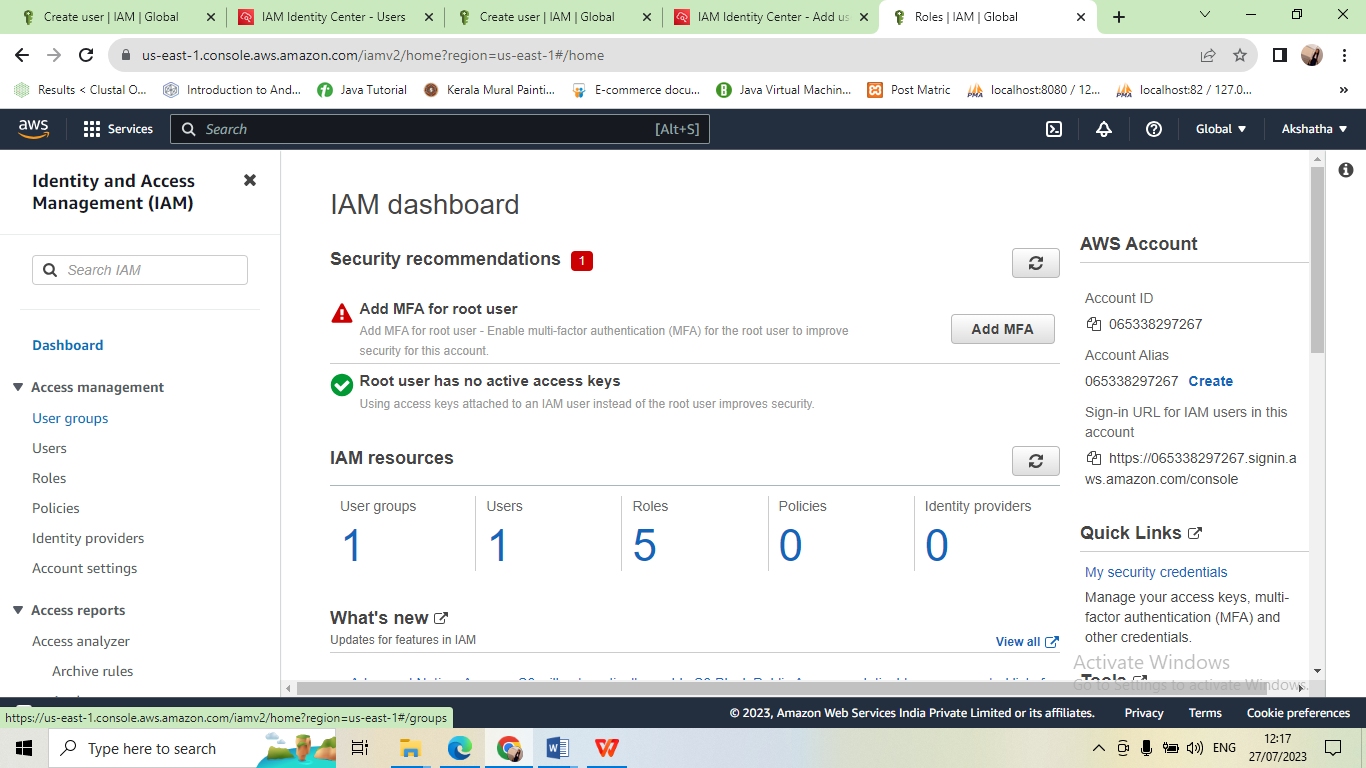 Create user | IAM | Global
IAM Identity Center - Users
Create user | IAM | Global
IAM Identity Center - Add us
Roles | IAM | Global
us-east-1.console.aws.amazon.com/iamv2/home?region=us-east-1#/home
Results < Clustal O...
Introduction to And...
Java Tutorial
Kerala Mural Painti...
E-commerce docu...
Java Virtual Machin...
Post Matric
localhost:8080 / 12...
localhost:82 / 127.0...
»
aws
Services
Search
[Alt+S]
Global
Akshatha
Identity and Access
Management (IAM)
Search IAM
Dashboard
Access management
User groups
Users
Roles
Policies
Identity providers
Account settings
Access reports
Access analyzer
Archive rules
IAM dashboard
Security recommendations 1
Add MFA for root user
Add MFA for root user - Enable multi-factor authentication (MFA) for the root user to improve
security for this account.
Add MFA
Root user has no active access keys
Using access keys attached to an IAM user instead of the root user improves security.
IAM resources
User groups
1
Users
1
Roles
5
Policies
0
Identity providers
0
What's new
Updates for features in IAM
View all
AWS Account
Account ID
065338297267
Account Alias
065338297267 Create
Sign-in URL for IAM users in this
account
https://065338297267.signin.a
ws.amazon.com/console
Quick Links
My security credentials
Manage your access keys, multi-
factor authentication (MFA) and
other credentials.
Tools
Activate Windows
Go to Settings to activate Windows.
https://us-east-1.console.aws.amazon.com/iamv2/home?region=us-east-1#/groups
© 2023, Amazon Web Services India Private Limited or its affiliates.
Privacy
Terms
Cookie preferences
Type here to search
ENG
12:17
27/07/2023